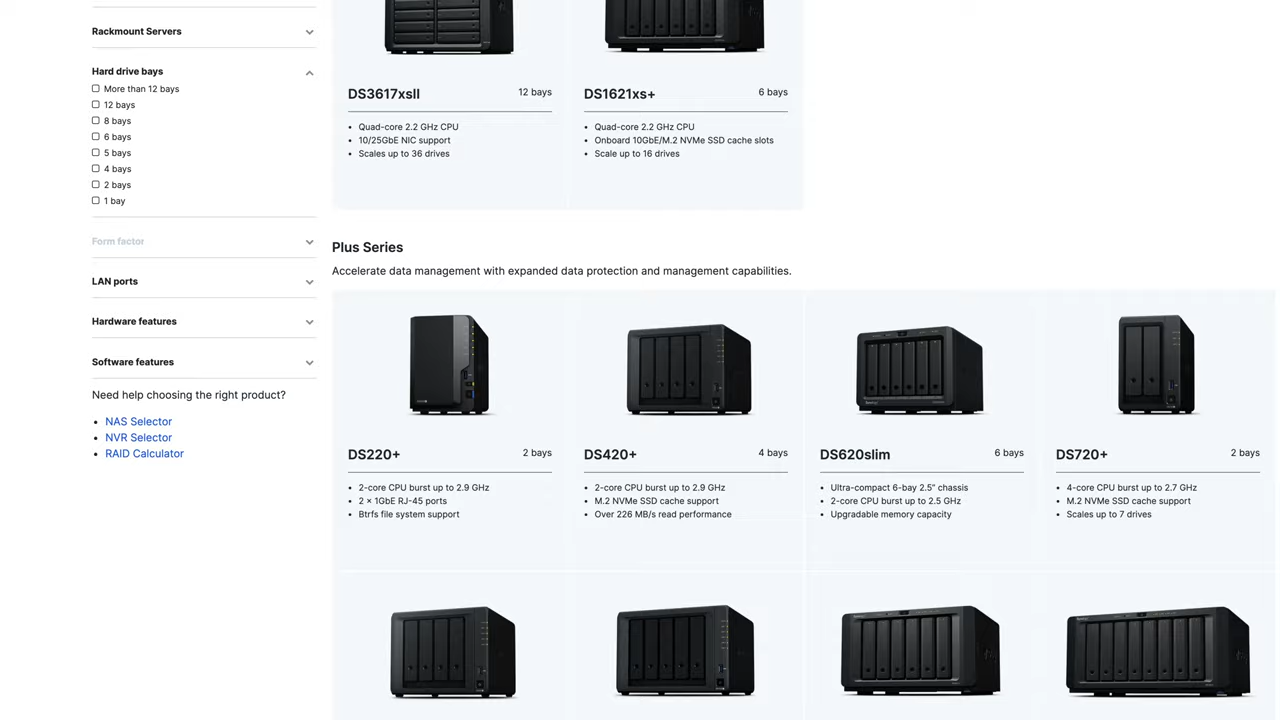 Rackmount Servers
Hard drive bays
More than 12 bays
12 bays
8 bays
6 bays
5 bays
4 bays
2 bays
1 bay
Form factor
LAN ports
Hardware features
Software features
Need help choosing the right product?
• NAS Selector
• NVR Selector
• RAID Calculator
DS3617xsII 12 bays
• Quad-core 2.2 GHz CPU
• 10/25GbE NIC support
• Scales up to 36 drives
DS1621xs+ 6 bays
• Quad-core 2.2 GHz CPU
• Onboard 10GbE/M.2 NVMe SSD cache slots
• Scale up to 16 drives
Plus Series
Accelerate data management with expanded data protection and management capabilities.
DS220+ 2 bays
• 2-core CPU burst up to 2.9 GHz
• 2 × 1GbE RJ-45 ports
• Btrfs file system support
DS420+ 4 bays
• 2-core CPU burst up to 2.9 GHz
• M.2 NVMe SSD cache support
• Over 226 MB/s read performance
DS620slim 6 bays
• Ultra-compact 6-bay 2.5” chassis
• 2-core CPU burst up to 2.5 GHz
• Upgradable memory capacity
DS720+ 2 bays
• 4-core CPU burst up to 2.7 GHz
• M.2 NVMe SSD cache support
• Scales up to 7 drives